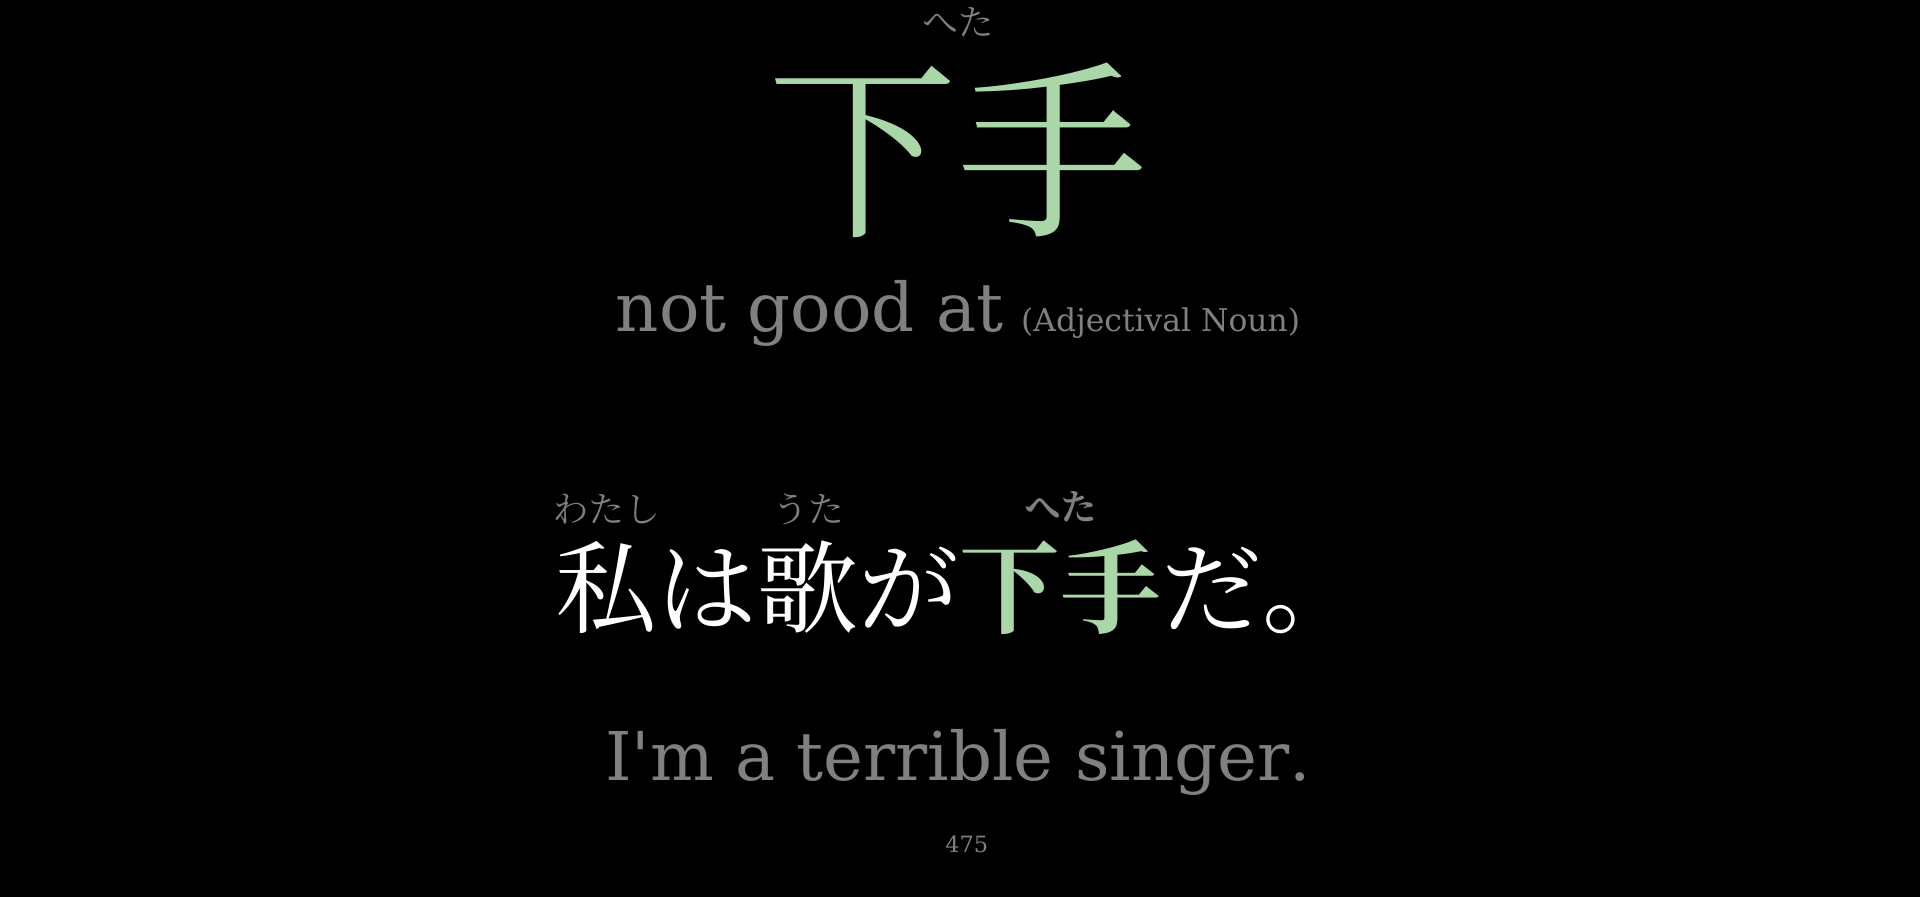 へた
下手
not good at (Adjectival Noun)
わたし うた へた
私は歌が下手だ。
I'm a terrible singer.
475